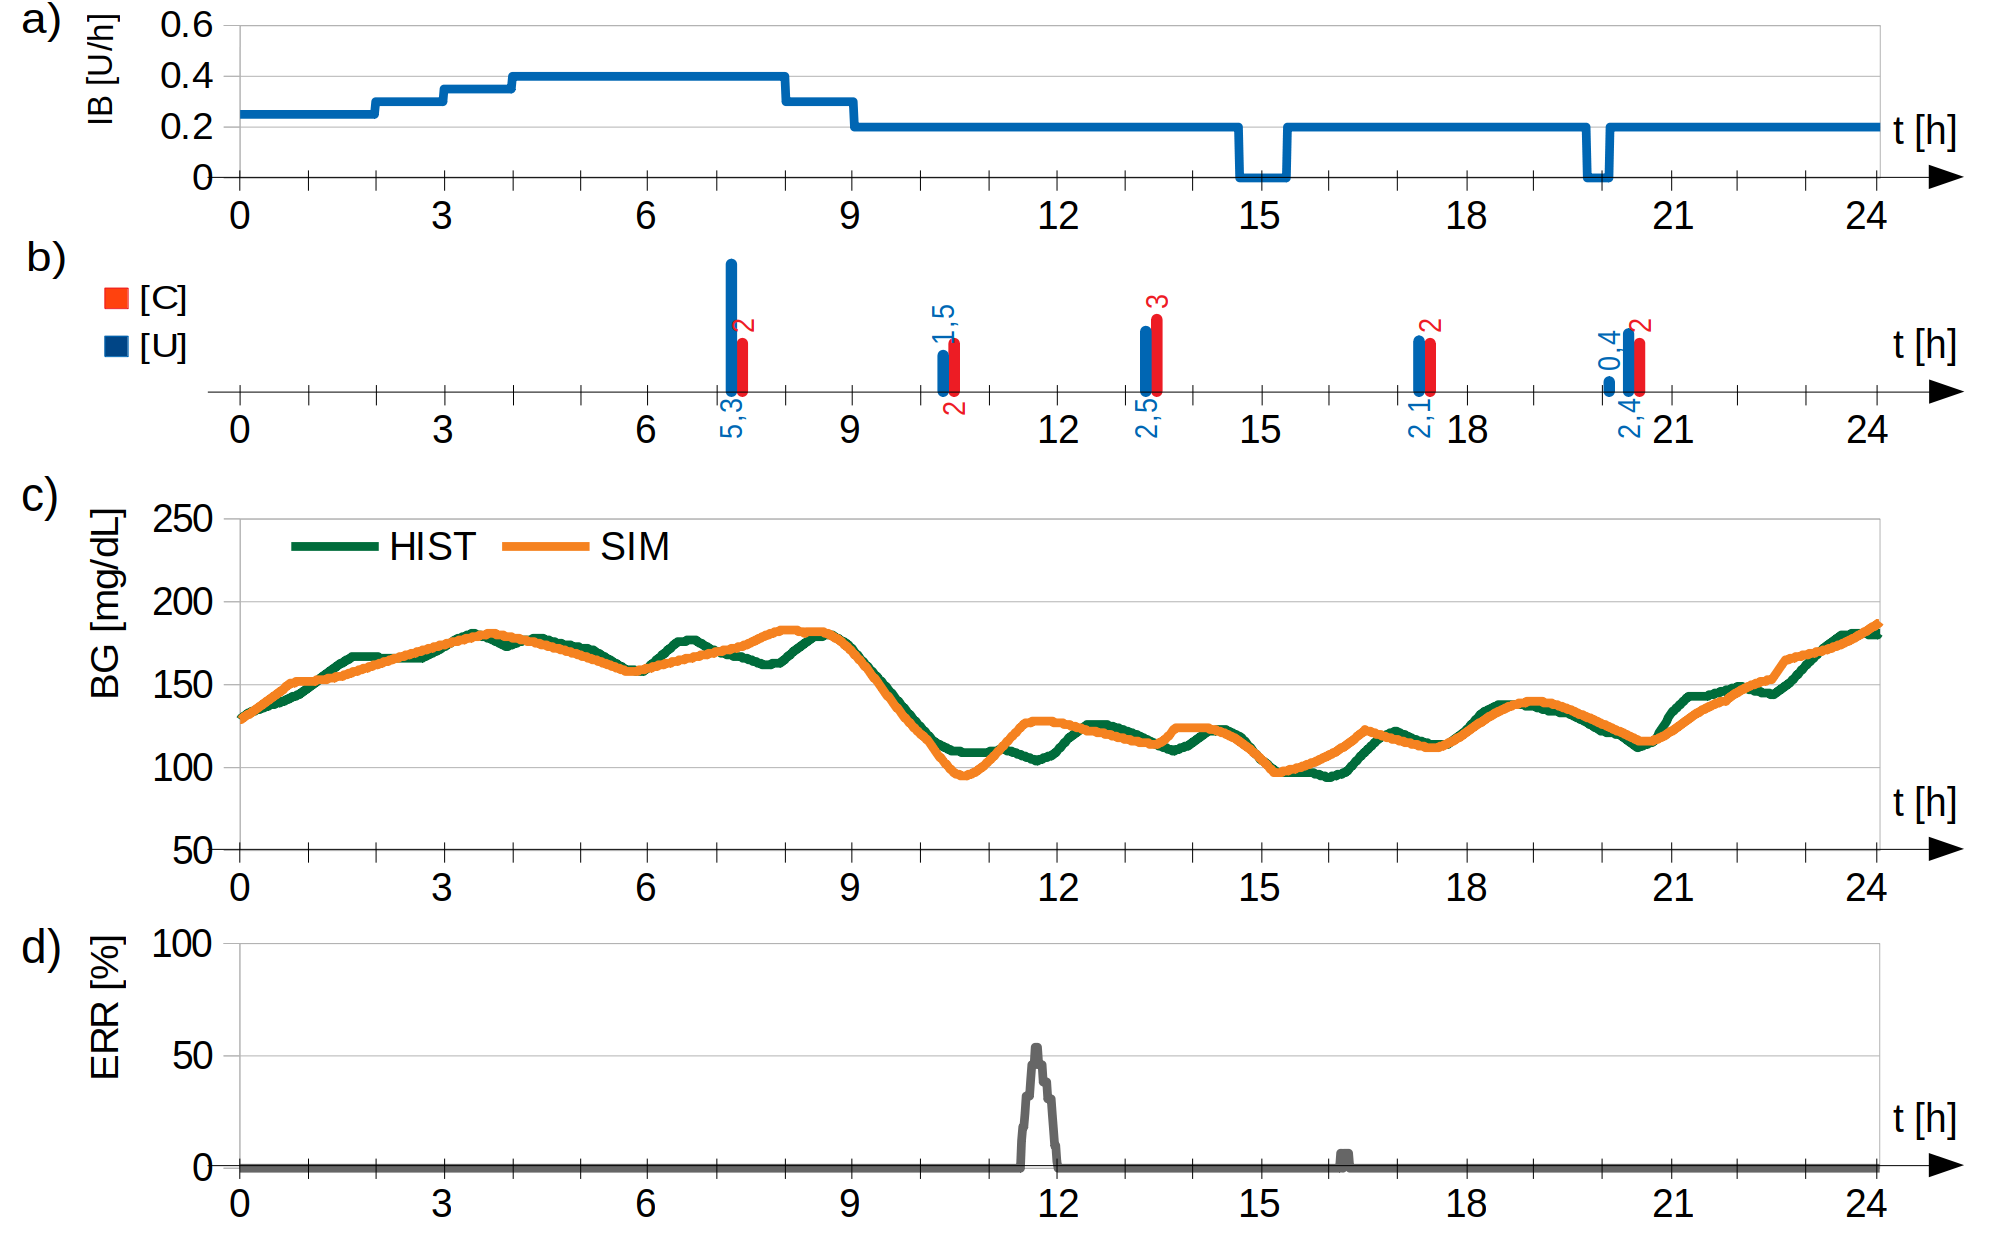 a)
IB [U/h]
0.6
0.4
0.2
0
t [h]
0 3 6 9 12 15 18 21 24
b)
[C]
[U]
5,3
2
1,5
2
2,5
3
2,1
2
0,4
2,4
2
t [h]
0 3 6 9 12 15 18 21 24
c)
BG [mg/dL]
250
200
150
100
50
HIST SIM
t [h]
0 3 6 9 12 15 18 21 24
d)
ERR [%]
100
50
0
t [h]
0 3 6 9 12 15 18 21 24